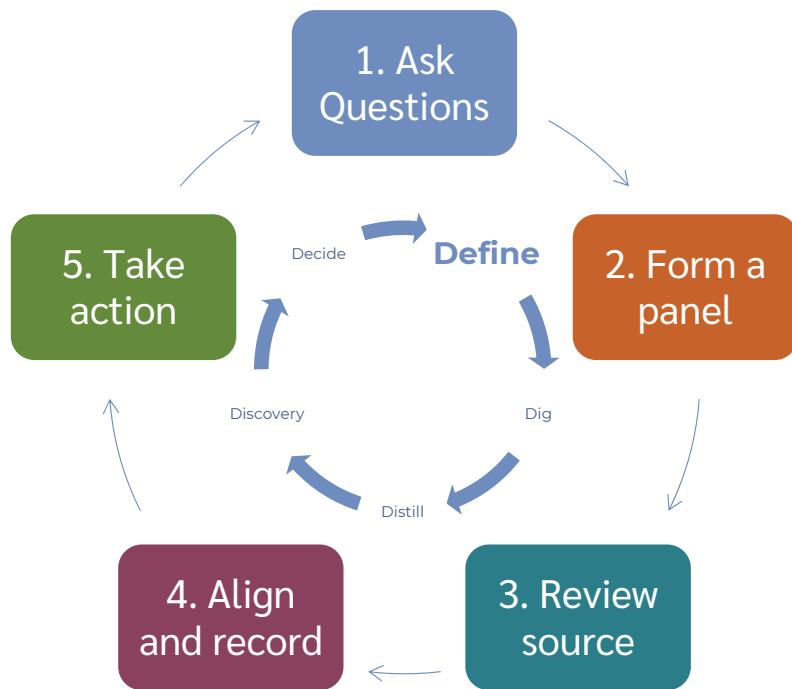 1. Ask
Questions
2. Form a
panel
3. Review
source
4. Align
and record
5. Take
action
Define
Dig
Distill
Discovery
Decide